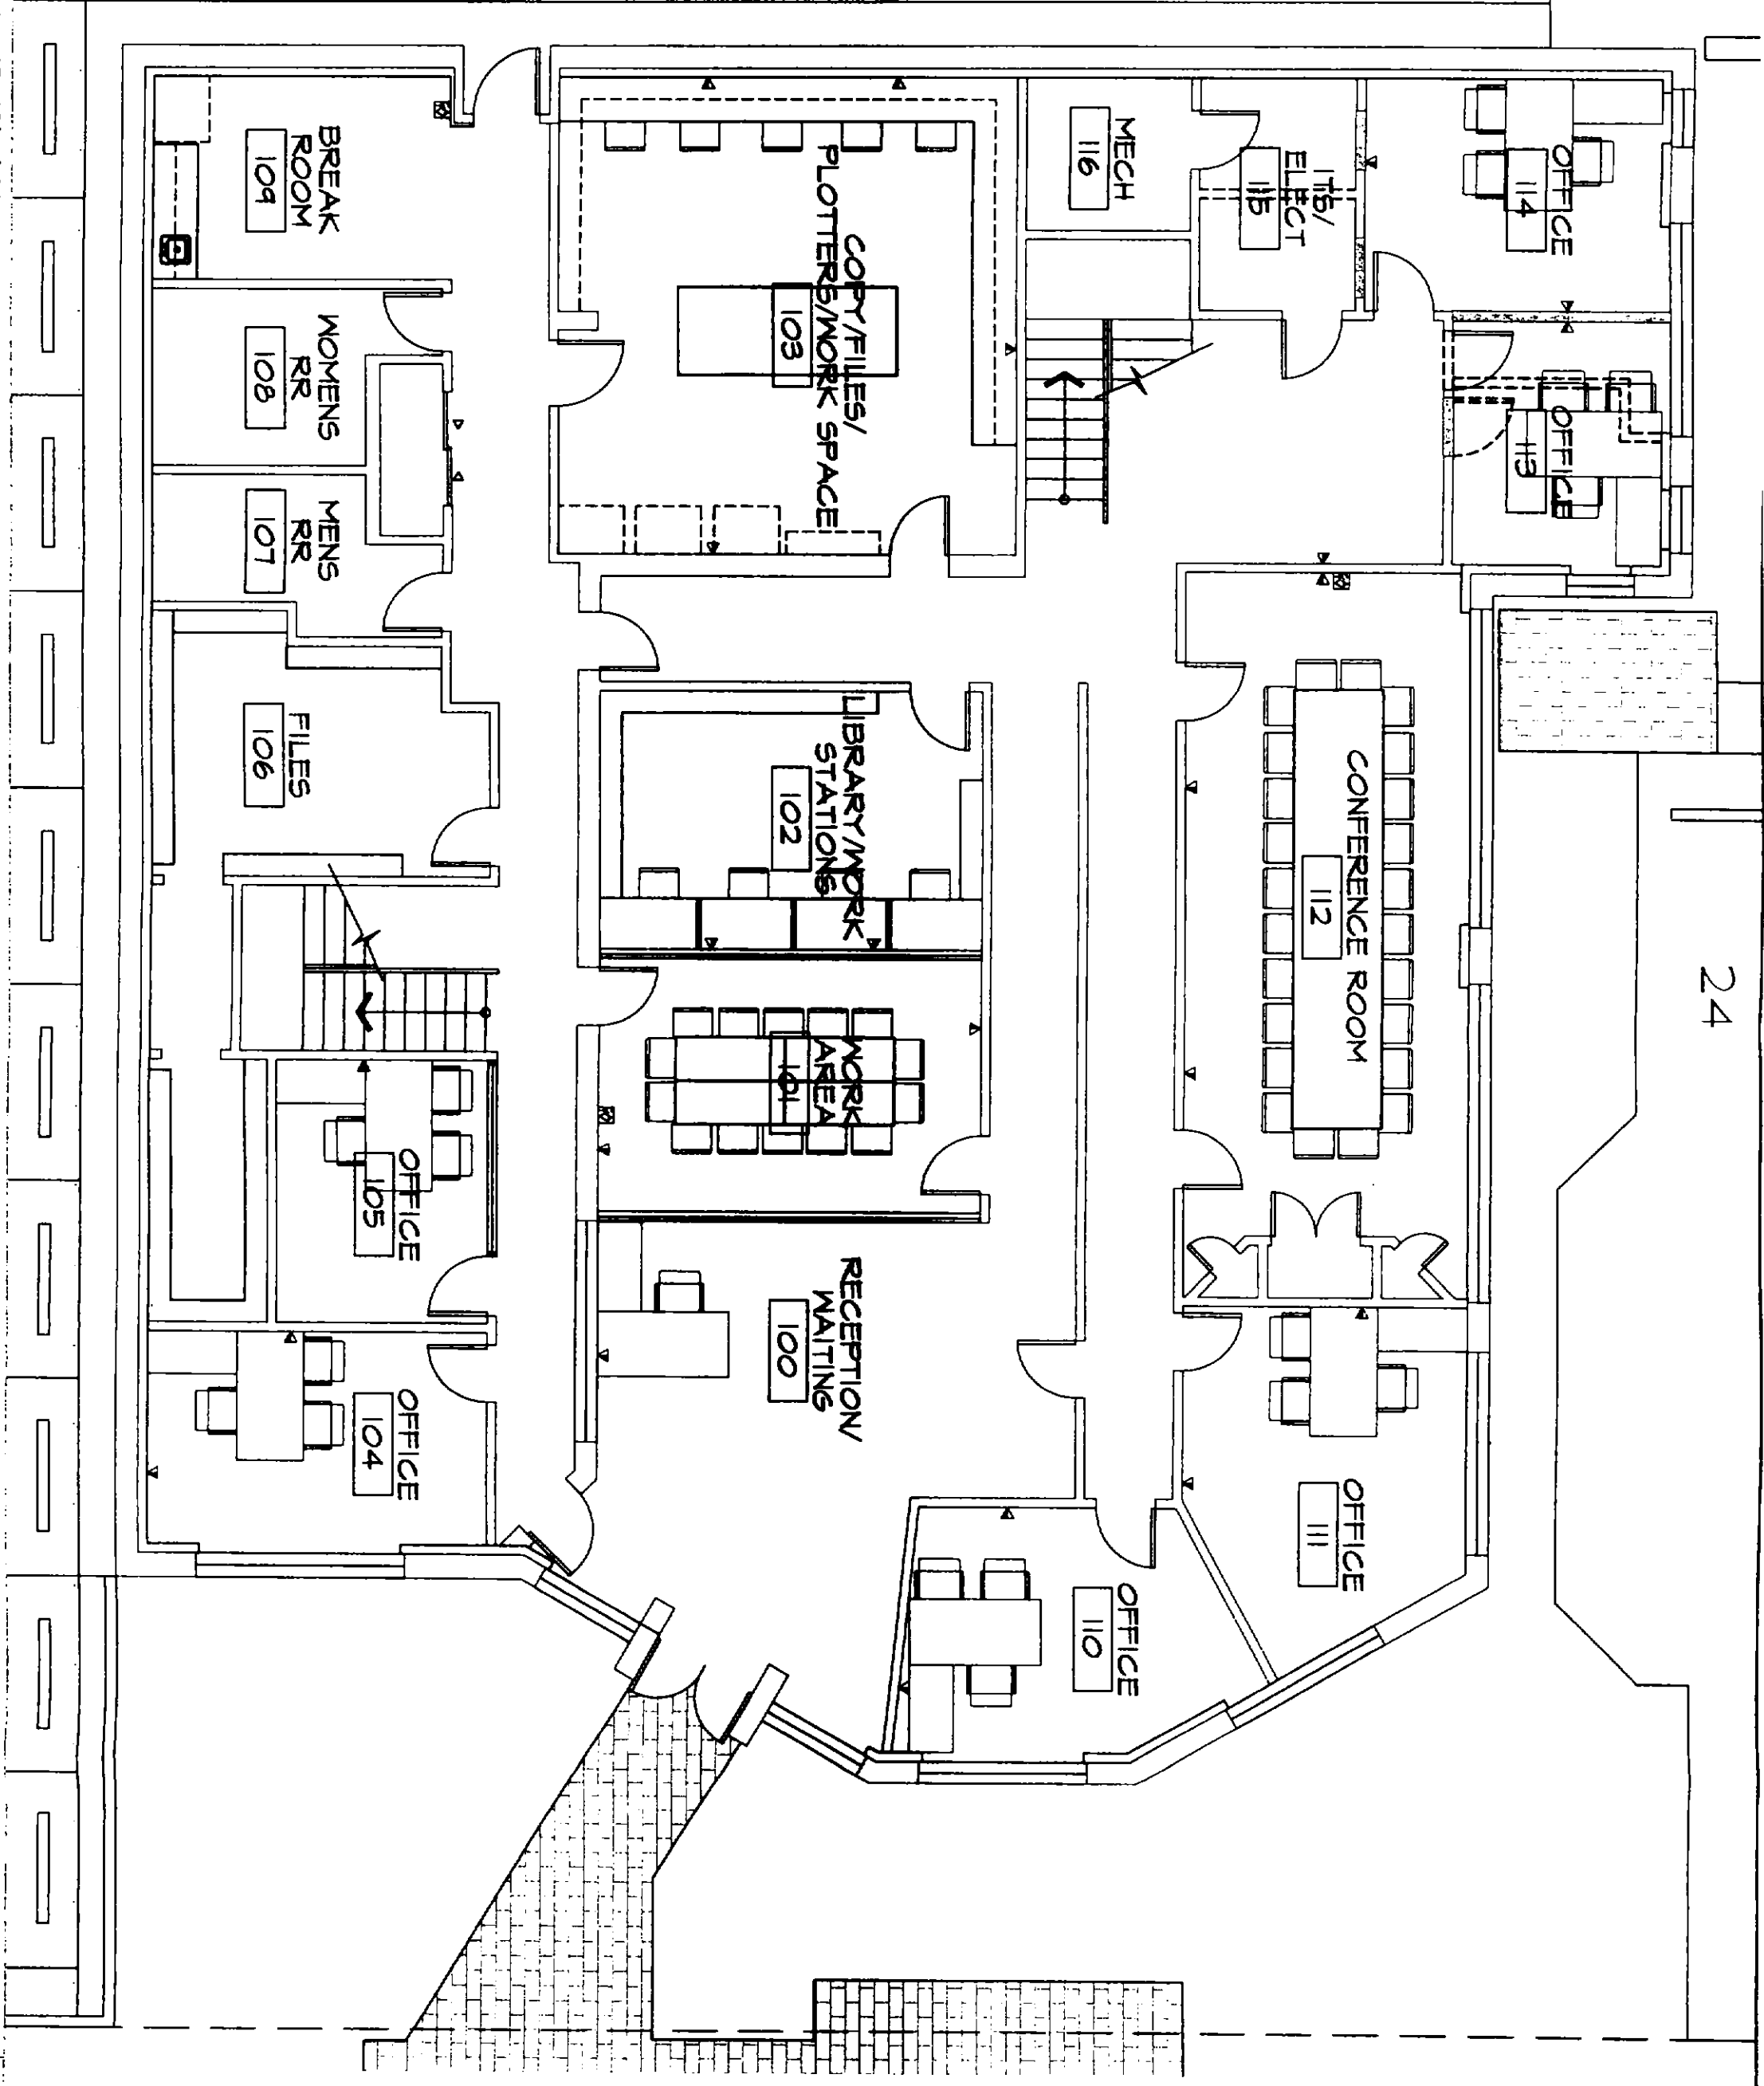 24
OFFICE
114
OFFICE
113
ITS/
ELECT
115
MECH
116
CONFERENCE ROOM
112
COPY/FILES/
PLOTTERS/WORK SPACE
103
LIBRARY/WORK
STATIONS
102
WORK
AREA
101
RECEPTION/
WAITING
100
OFFICE
111
OFFICE
110
BREAK
ROOM
109
WOMENS
RR
108
MENS
RR
107
FILES
106
OFFICE
105
OFFICE
104